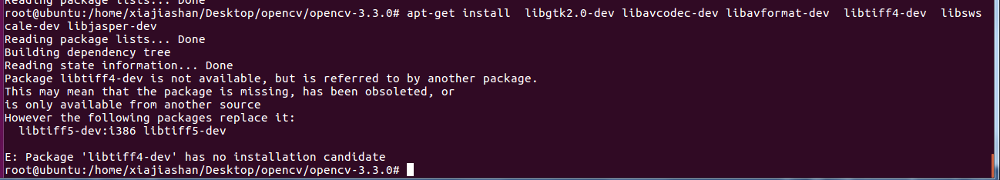 Reading package lists... Done
root@ubuntu:/home/xiajiashan/Desktop/opencv/opencv-3.3.0# apt-get install  libgtk2.0-dev libavcodec-dev libavformat-dev  libtiff4-dev  libsws
cale-dev libjasper-dev
Reading package lists... Done
Building dependency tree
Reading state information... Done
Package libtiff4-dev is not available, but is referred to by another package.
This may mean that the package is missing, has been obsoleted, or
is only available from another source
However the following packages replace it:
  libtiff5-dev:i386 libtiff5-dev
E: Package 'libtiff4-dev' has no installation candidate
root@ubuntu:/home/xiajiashan/Desktop/opencv/opencv-3.3.0#